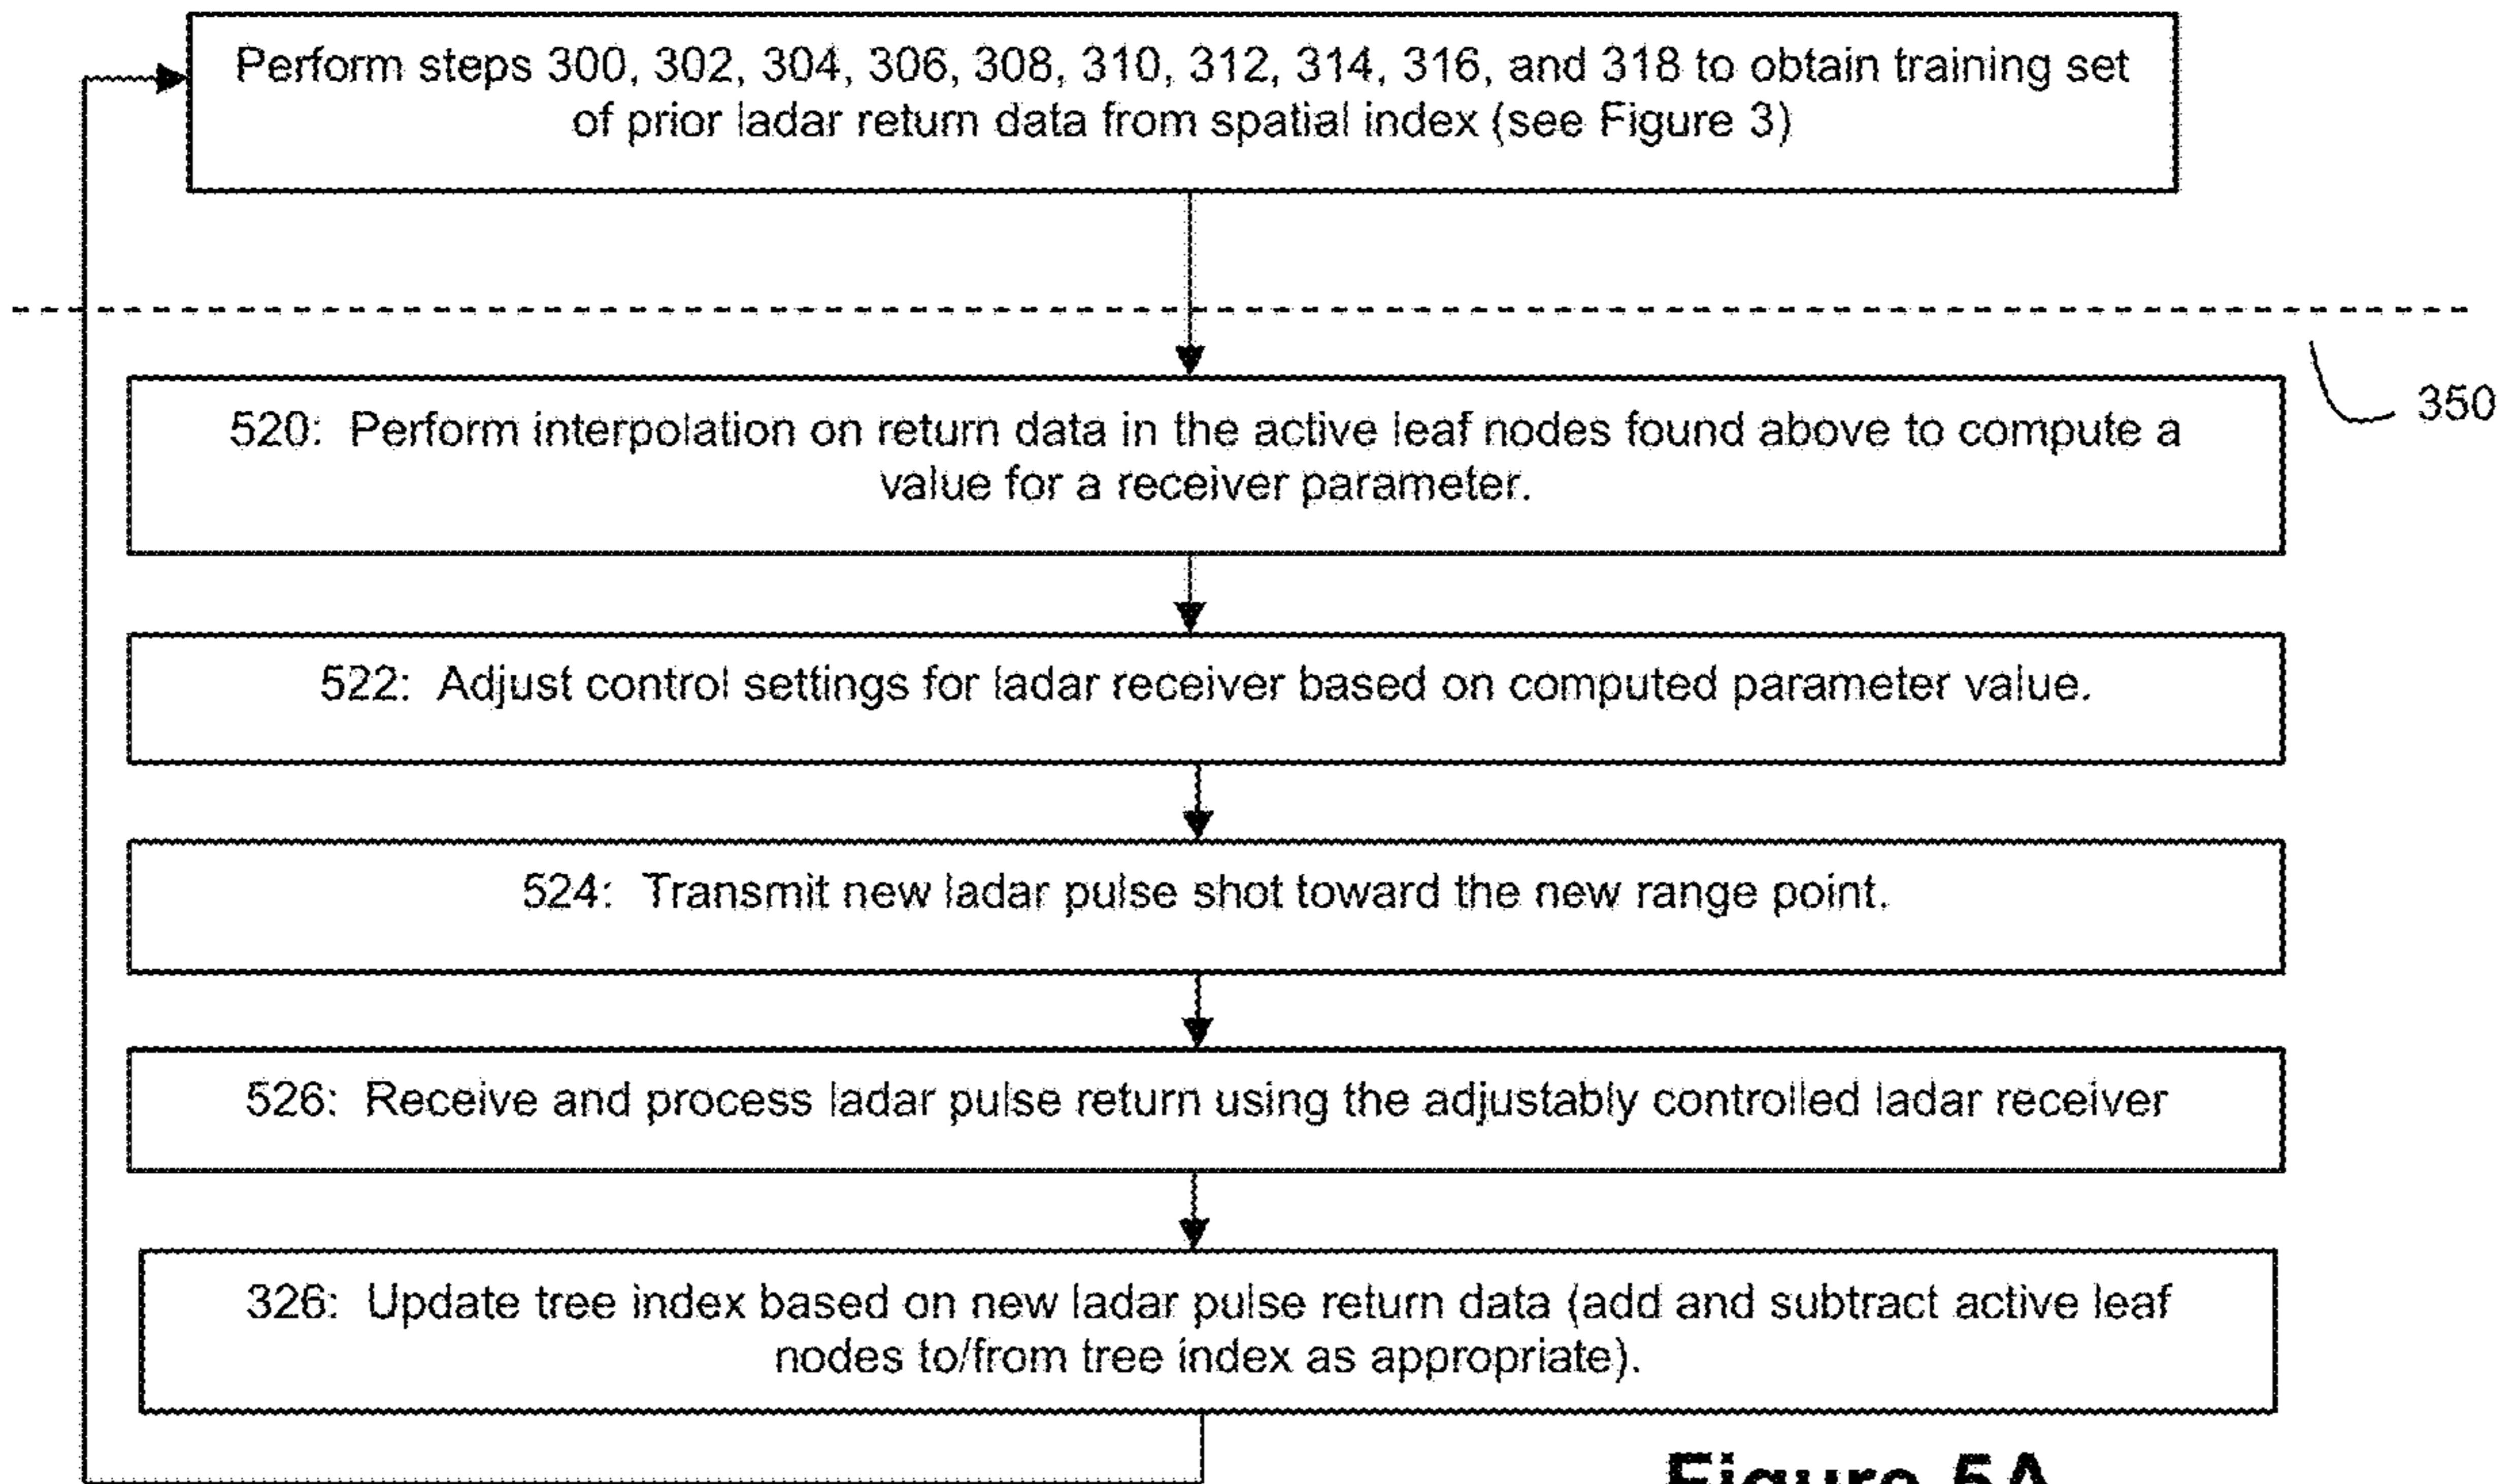 Perform steps 300, 302, 304, 306, 308, 310, 312, 314, 316, and 318 to obtain training set
of prior ladar return data from spatial index (see Figure 3)
350
520: Perform interpolation on return data in the active leaf nodes found above to compute a
value for a receiver parameter.
522: Adjust control settings for ladar receiver based on computed parameter value.
524: Transmit new ladar pulse shot toward the new range point.
526: Receive and process ladar pulse return using the adjustably controlled ladar receiver
326: Update tree index based on new ladar pulse return data (add and subtract active leaf
nodes to/from tree index as appropriate).
Figure 5A